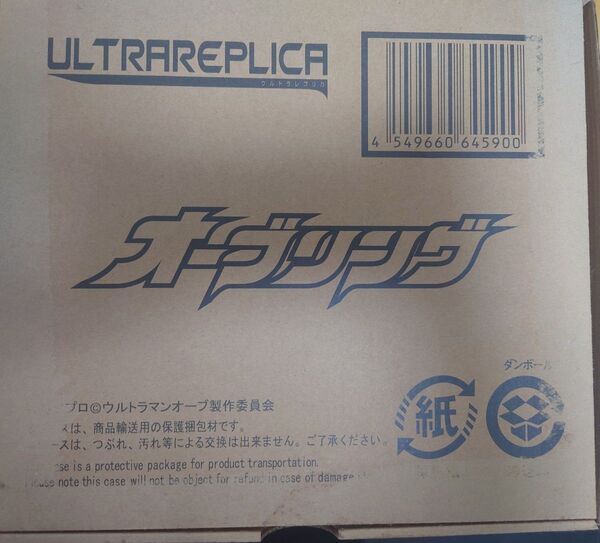 ULTRAREPLICA
ウルトラレプリカ
4 549660 645900
オーブリング
ダンボール
紙
プロ©ウルトラマンオーブ製作委員会
スは、商品輸送用の保護梱包材です。
ースは、つぶれ、汚れ等による交換は出来ません。ご了承ください。
is a protective package for product transportation.
note this case will not be object for refund in case of damage